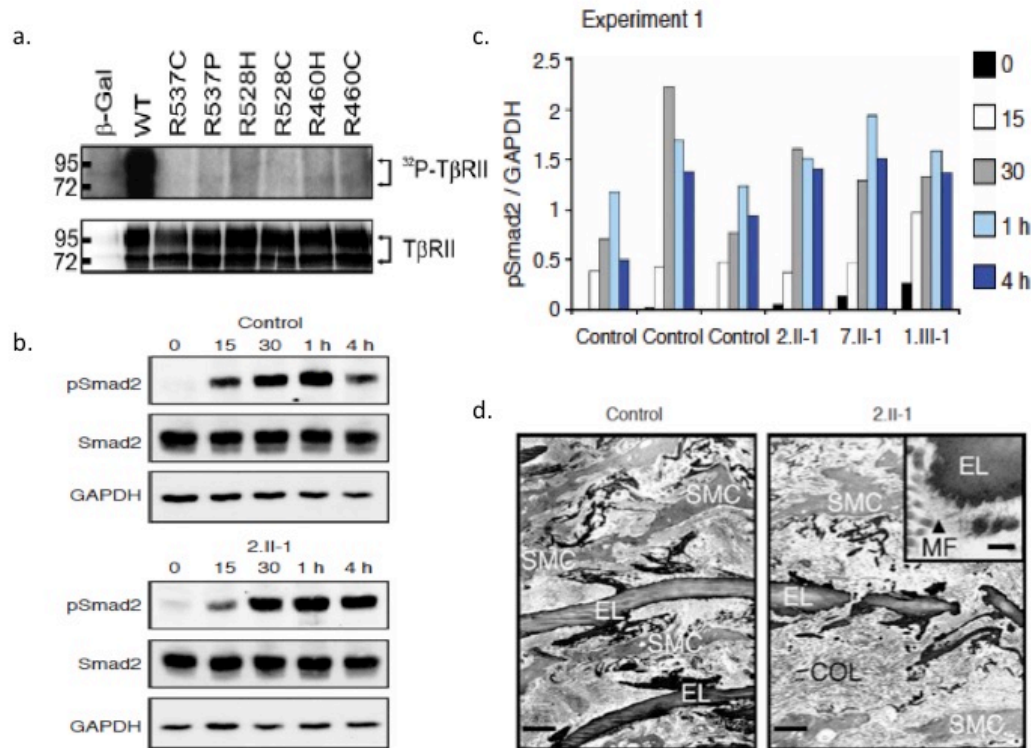 a.
β-Gal
WT
R537C
R537P
R528H
R528C
R460H
R460C
95
72
³²P-TβRII
95
72
TβRII
b.
Control
0 15 30 1 h 4 h
pSmad2
Smad2
GAPDH
2.II-1
0 15 30 1 h 4 h
pSmad2
Smad2
GAPDH
c.
Experiment 1
pSmad2 / GAPDH
2.5
2
1.5
1
0.5
0
Control Control Control 2.II-1 7.II-1 1.III-1
0
15
30
1 h
4 h
d.
Control
SMC
SMC
EL
SMC
EL
2.II-1
EL
SMC
MF
EL
COL
SMC